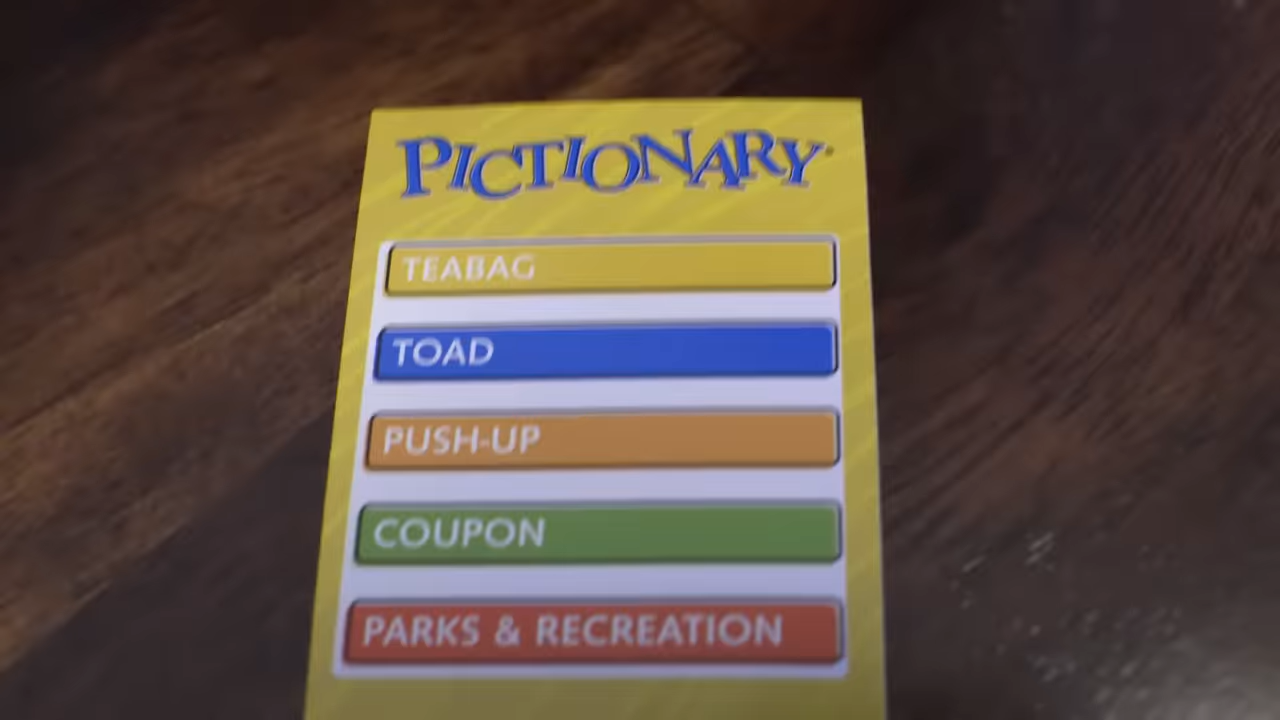 PICTIONARY
TEABAG
TOAD
PUSH-UP
COUPON
PARKS & RECREATION